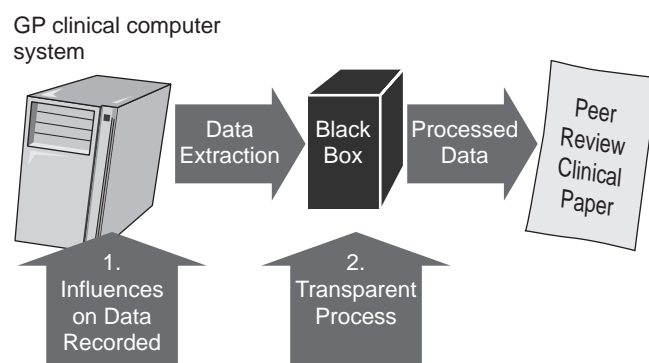 GP clinical computer
system
Data
Extraction
Black
Box
Processed
Data
Peer
Review
Clinical
Paper
1.
Influences
on Data
Recorded
2.
Transparent
Process